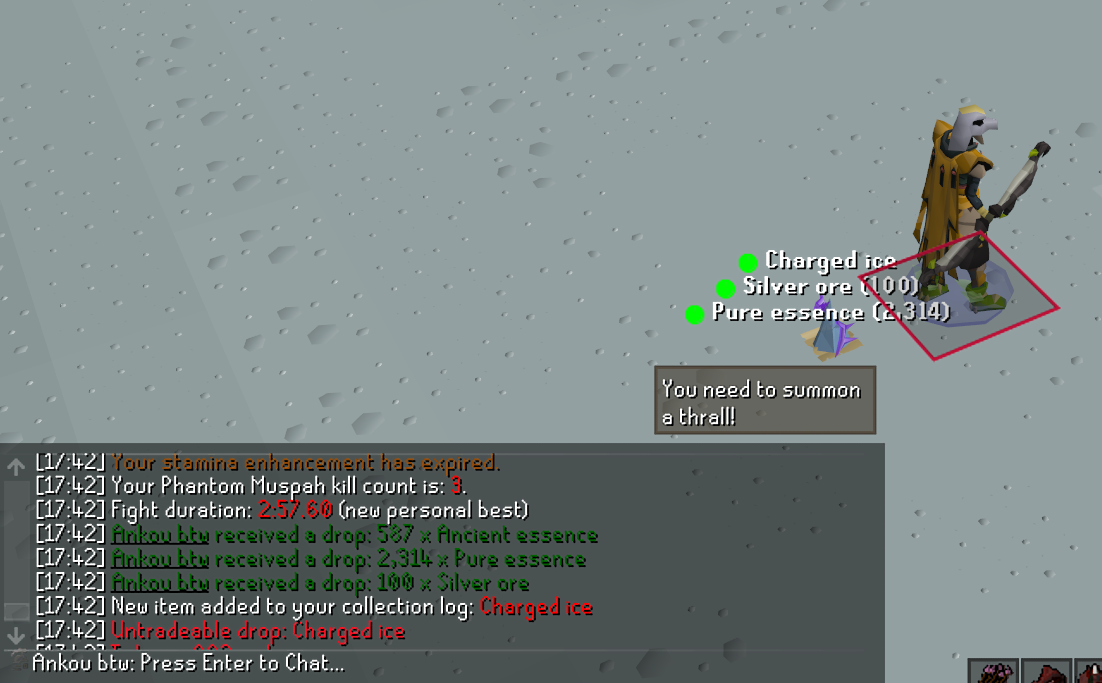 Charged ice
Silver ore (100)
Pure essence (2,314)
You need to summon
a thrall!
[17:42] Your stamina enhancement has expired.
[17:42] Your Phantom Muspah kill count is: 3.
[17:42] Fight duration: 2:57.60 (new personal best)
[17:42] Ankou btw received a drop: 587 x Ancient essence
[17:42] Ankou btw received a drop: 2,314 x Pure essence
[17:42] Ankou btw received a drop: 100 x Silver ore
[17:42] New item added to your collection log: Charged ice
[17:42] Untradeable drop: Charged ice
Ankou btw: Press Enter to Chat...